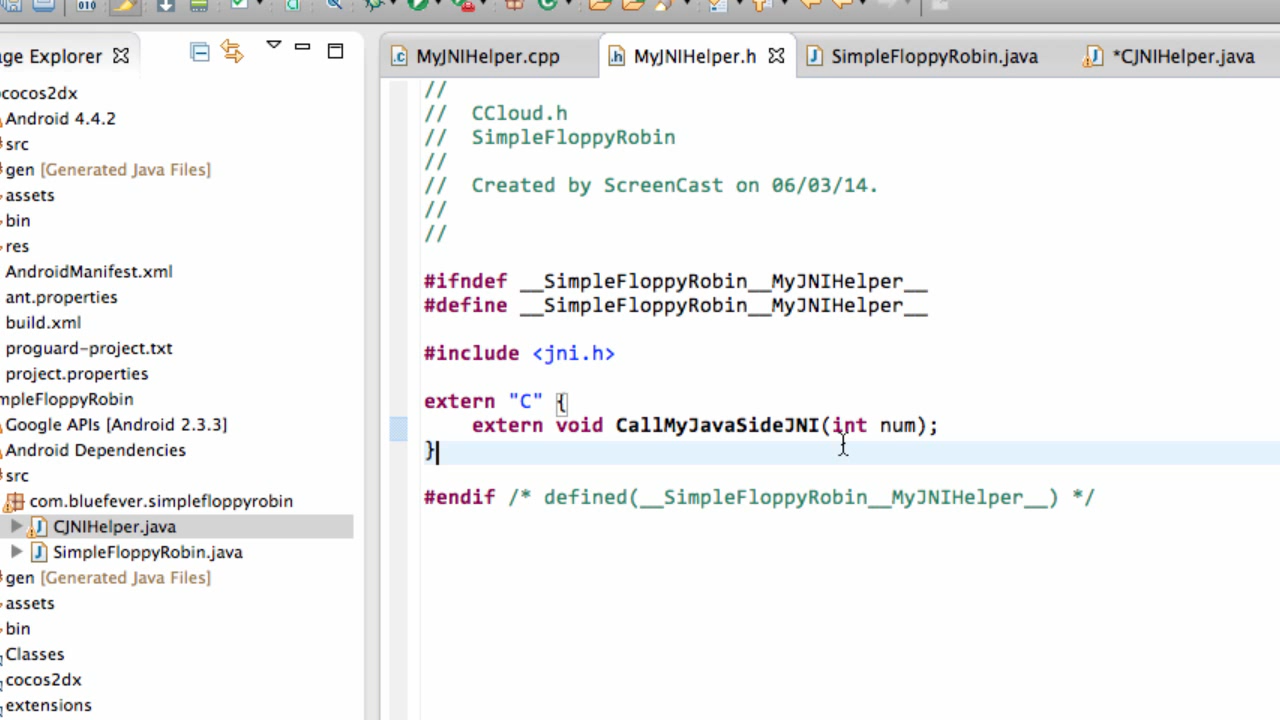 010
ge Explorer
MyJNIHelper.cpp
MyJNIHelper.h
SimpleFloppyRobin.java
*CJNIHelper.java
cocos2dx
Android 4.4.2
src
gen [Generated Java Files]
assets
bin
res
AndroidManifest.xml
ant.properties
build.xml
proguard-project.txt
project.properties
mpleFloppyRobin
Google APIs [Android 2.3.3]
Android Dependencies
src
com.bluefever.simplefloppyrobin
CJNIHelper.java
SimpleFloppyRobin.java
gen [Generated Java Files]
assets
bin
Classes
cocos2dx
extensions
//
//  CCloud.h
//  SimpleFloppyRobin
//
//  Created by ScreenCast on 06/03/14.
//
//
#ifndef __SimpleFloppyRobin__MyJNIHelper__
#define __SimpleFloppyRobin__MyJNIHelper__
#include <jni.h>
extern "C" {
    extern void CallMyJavaSideJNI(int num);
}
#endif /* defined(__SimpleFloppyRobin__MyJNIHelper__) */